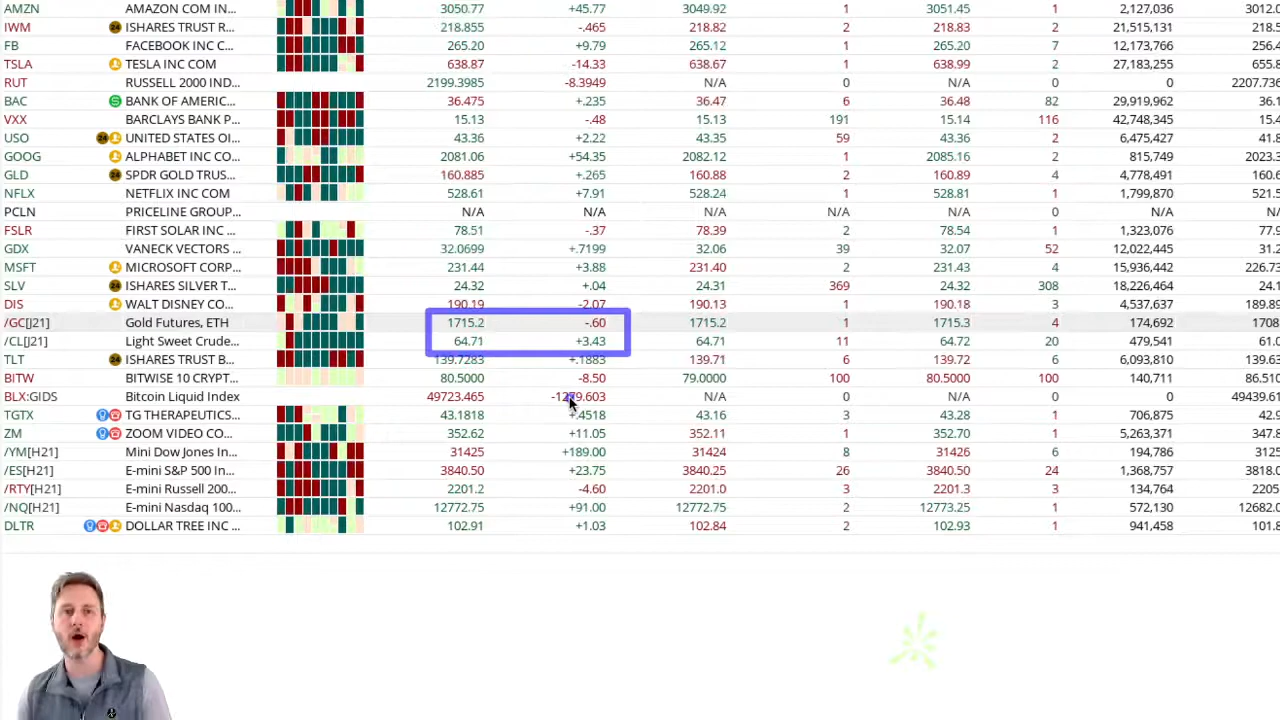 AMZN AMAZON COM IN... 3050.77 +45.77 3049.92 1 3051.45 1 2,127,036 3012.0
IWM 24 ISHARES TRUST R... 218.855 -.465 218.82 2 218.83 2 21,515,131 218.5
FB FACEBOOK INC C... 265.20 +9.79 265.12 1 265.20 7 12,173,766 256.4
TSLA TESLA INC COM 638.87 -14.33 638.67 1 638.99 2 27,183,255 655.8
RUT RUSSELL 2000 IND... 2199.3985 -8.3949 N/A 0 N/A 0 0 2207.736
BAC S BANK OF AMERIC... 36.475 +.235 36.47 6 36.48 82 29,919,962 36.1
VXX BARCLAYS BANK P... 15.13 -.48 15.13 191 15.14 116 42,748,345 15.4
USO 24 UNITED STATES OI... 43.36 +2.22 43.35 59 43.36 2 6,475,427 41.8
GOOG ALPHABET INC CO... 2081.06 +54.35 2082.12 1 2085.16 2 815,749 2023.3
GLD 24 SPDR GOLD TRUS... 160.885 +.265 160.88 2 160.89 4 4,778,491 160.6
NFLX NETFLIX INC COM 528.61 +7.91 528.24 1 528.81 1 1,799,870 524.7
PCLN PRICELINE GROUP... N/A N/A N/A N/A 0 N/A N/A
FSLR FIRST SOLAR INC ... 78.51 -.37 78.39 2 78.54 1 1,323,076 77.9
GDX VANECK VECTORS ... 32.0699 +.7199 32.06 39 32.07 52 12,022,445 31.2
MSFT MICROSOFT CORP... 231.44 +3.88 231.40 2 231.43 4 15,936,442 226.73
SLV 24 ISHARES SILVER T... 24.32 +.04 24.31 369 24.32 308 18,226,464 24.1
DIS WALT DISNEY CO... 190.19 -2.07 190.13 1 190.18 3 4,537,637 189.89
/GC[J21] Gold Futures, ETH 1715.2 -.60 1715.2 1 1715.3 4 174,692 1708
/CL[J21] Light Sweet Crude... 64.71 +3.43 64.71 11 64.72 20 479,541 61.
TLT 24 ISHARES TRUST B... 139.7283 +.1883 139.71 6 139.72 6 6,093,810 139.63
BITW BITWISE 10 CRYPT... 80.5000 -8.50 79.0000 100 80.5000 100 140,711 86.510
BLX:GIDS Bitcoin Liquid Index 49723.465 -1279.603 N/A 0 N/A 0 0 49439.61
TGTX TG THERAPEUTICS... 43.1818 +.4518 43.16 3 43.28 1 706,875 42.9
ZM ZOOM VIDEO CO... 352.62 +11.05 352.11 1 352.70 1 5,263,371 347.8
/YM[H21] Mini Dow Jones In... 31425 +189.00 31424 8 31426 6 194,786 3125
/ES[H21] E-mini S&P 500 In... 3840.50 +23.75 3840.25 26 3840.50 24 1,368,757 3818.0
/RTY[H21] E-mini Russell 200... 2201.2 -4.60 2201.0 3 2201.3 3 134,764 2205
/NQ[H21] E-mini Nasdaq 100... 12772.75 +91.00 12772.75 2 12773.25 1 572,130 12682.0
DLTR DOLLAR TREE INC ... 102.91 +1.03 102.84 2 102.93 1 941,458 101.8